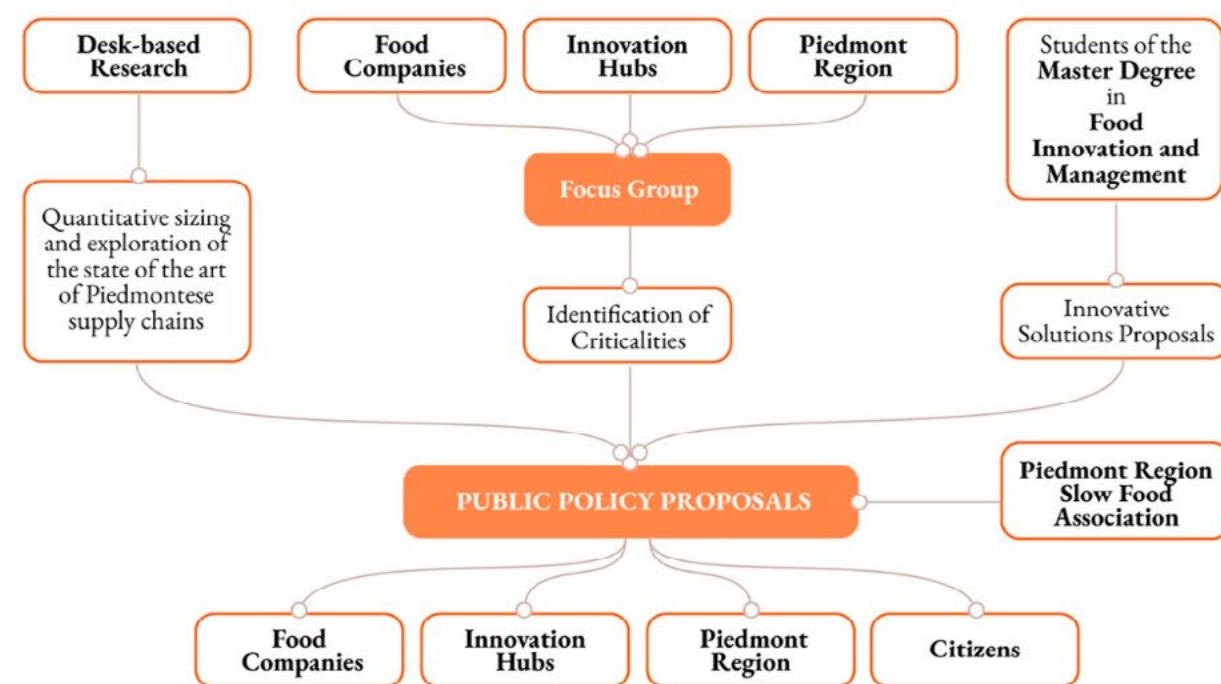 Desk-based
Research
Food
Companies
Innovation
Hubs
Piedmont
Region
Students of the
Master Degree
in
Food
Innovation and
Management
Focus Group
Quantitative sizing
and exploration of
the state of the art
of Piedmontese
supply chains
Identification of
Criticalities
Innovative
Solutions Proposals
PUBLIC POLICY PROPOSALS
Piedmont Region
Slow Food
Association
Food
Companies
Innovation
Hubs
Piedmont
Region
Citizens